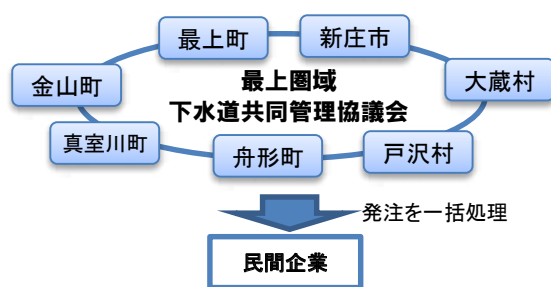 最上町
新庄市
金山町
最上圏域
大蔵村
下水道共同管理協議会
真室川町
舟形町
戸沢村
発注を一括処理
民間企業